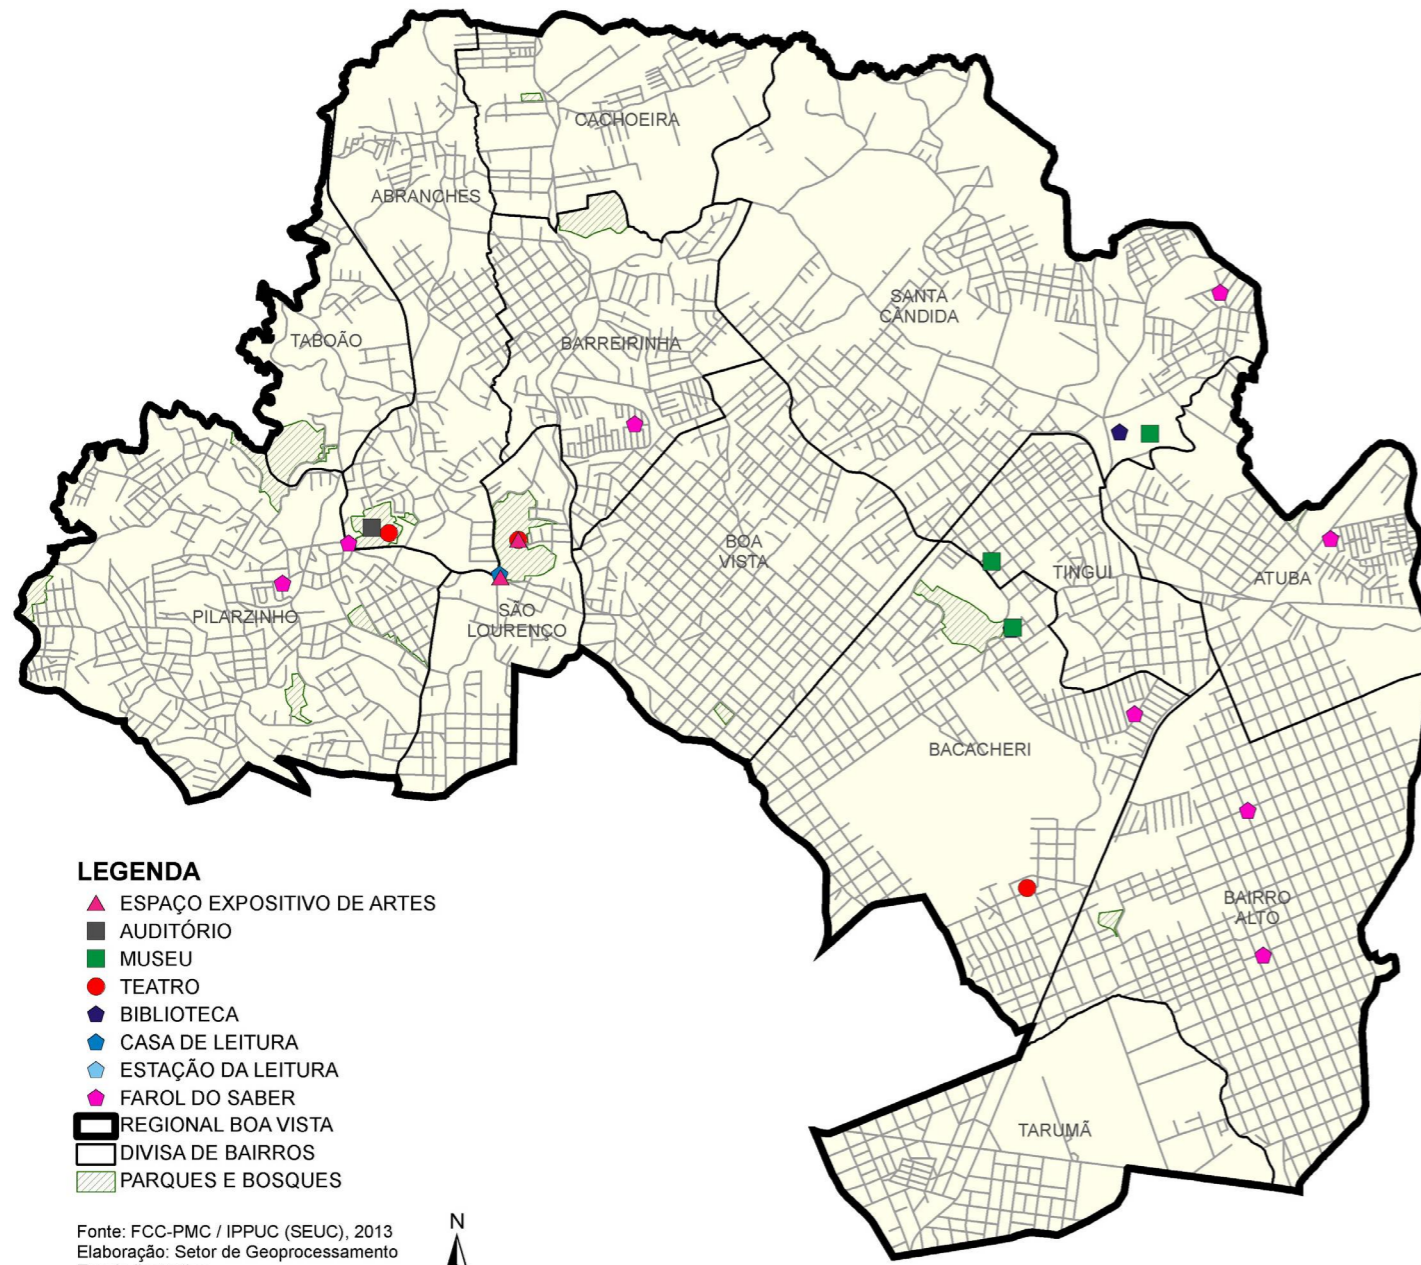 CACHOEIRA
ABRANCHES
SANTA
CÂNDIDA
TABOÃO
BARREIRINHA
BOA
VISTA
TINGUI
ATUBA
PILARZINHO
SÃO
LOURENÇO
BACACHERI
BAIRRO
ALTO
TARUMÃ
LEGENDA
ESPAÇO EXPOSITIVO DE ARTES
AUDITÓRIO
MUSEU
TEATRO
BIBLIOTECA
CASA DE LEITURA
ESTAÇÃO DA LEITURA
FAROL DO SABER
REGIONAL BOA VISTA
DIVISA DE BAIRROS
PARQUES E BOSQUES
Fonte: FCC-PMC / IPPUC (SEUC), 2013
Elaboração: Setor de Geoprocessamento
N